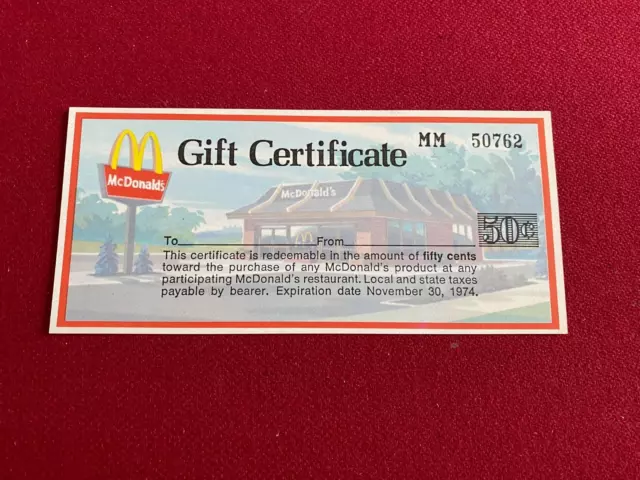 MM 50762
Gift Certificate
McDonald's
McDonald's
To From
50¢
This certificate is redeemable in the amount of fifty cents
toward the purchase of any McDonald's product at any
participating McDonald's restaurant. Local and state taxes
payable by bearer. Expiration date November 30, 1974.